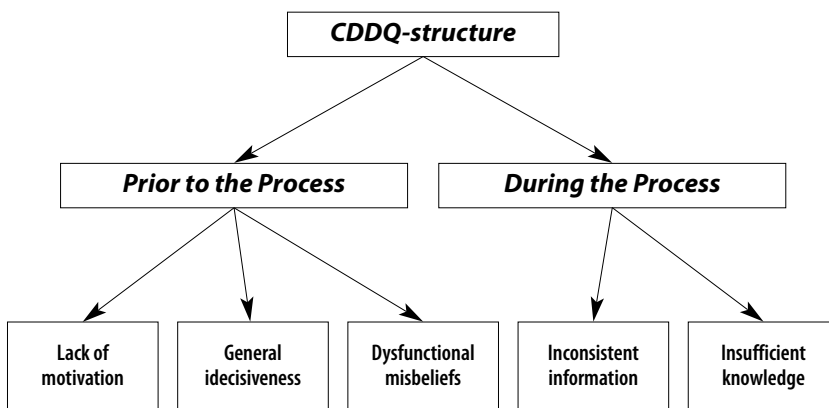 CDDQ-structure
Prior to the Process
During the Process
Lack of
motivation
General
idecisiveness
Dysfunctional
misbeliefs
Inconsistent
information
Insufficient
knowledge